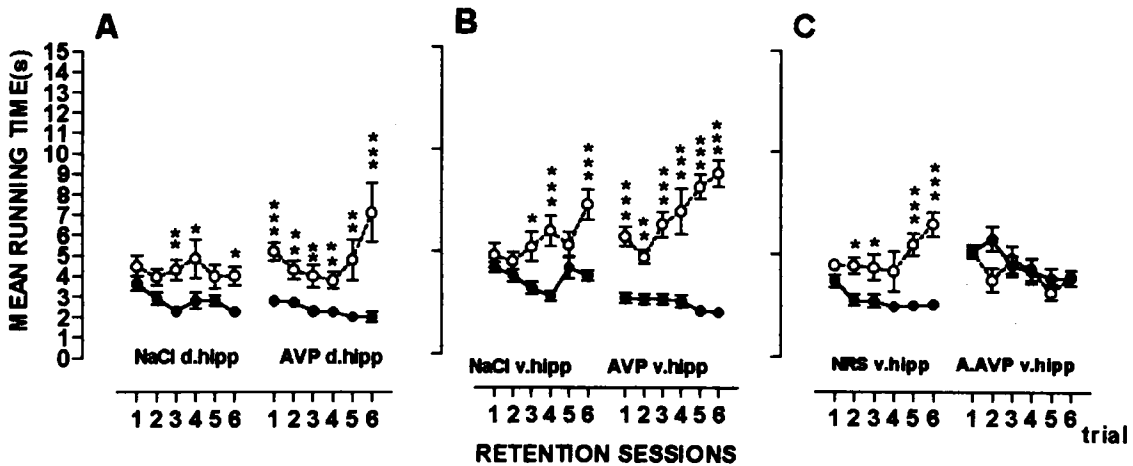 A
B
C
MEAN RUNNING TIME(s)
15
14
13
12
11
10
9
8
7
6
5
4
3
2
1
0
*** *** ***
*** *** *** *** ***
** * * *** ** ** ** ** ***
* *** *** ** *** ***
* * *** ***
NaCl d.hipp AVP d.hipp
NaCl v.hipp AVP v.hipp
NRS v.hipp A.AVP v.hipp
1 2 3 4 5 6 1 2 3 4 5 6
1 2 3 4 5 6 1 2 3 4 5 6
1 2 3 4 5 6 1 2 3 4 5 6
trial
RETENTION SESSIONS